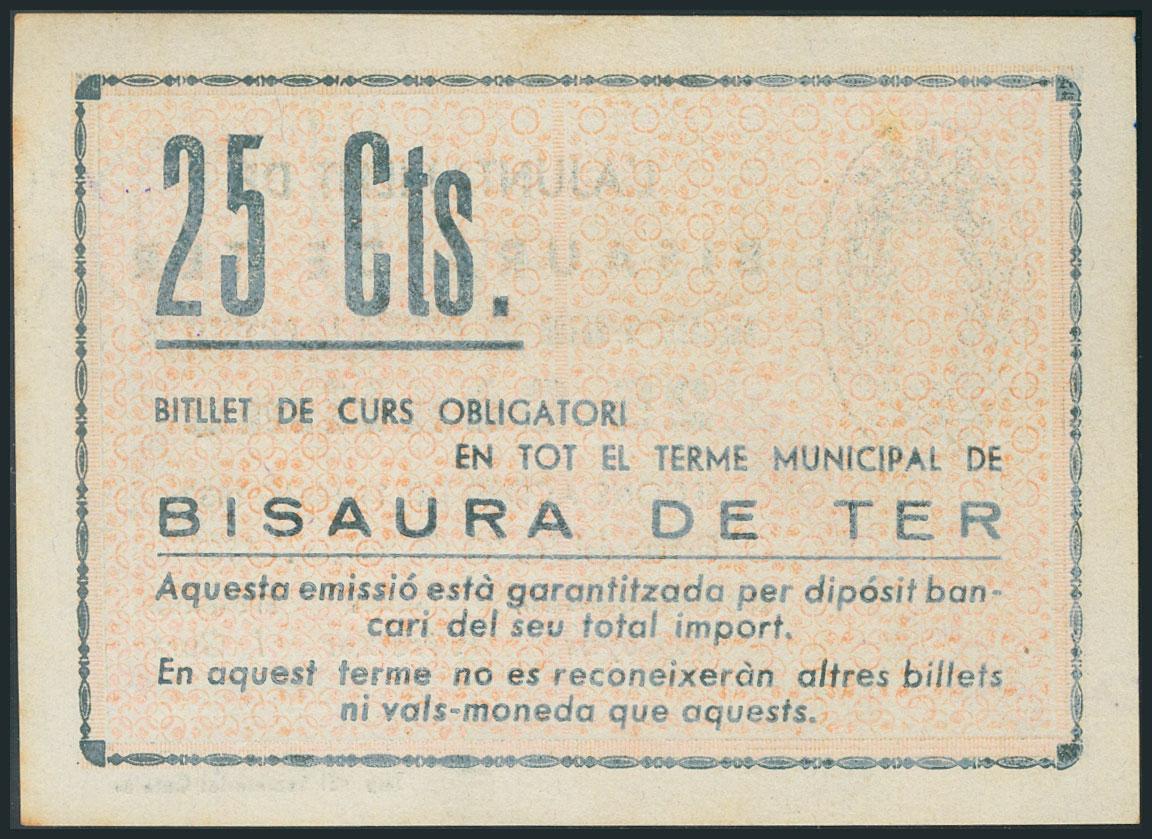 25 Cts.
BITLLET DE CURS OBLIGATORI
EN TOT EL TERME MUNICIPAL DE
BISAURA DE TER
Aquesta emissió està garantitzada per dipósit ban-
cari del seu total import.
En aquest terme no es reconeixeràn altres billets
ni vals-moneda que aquests.